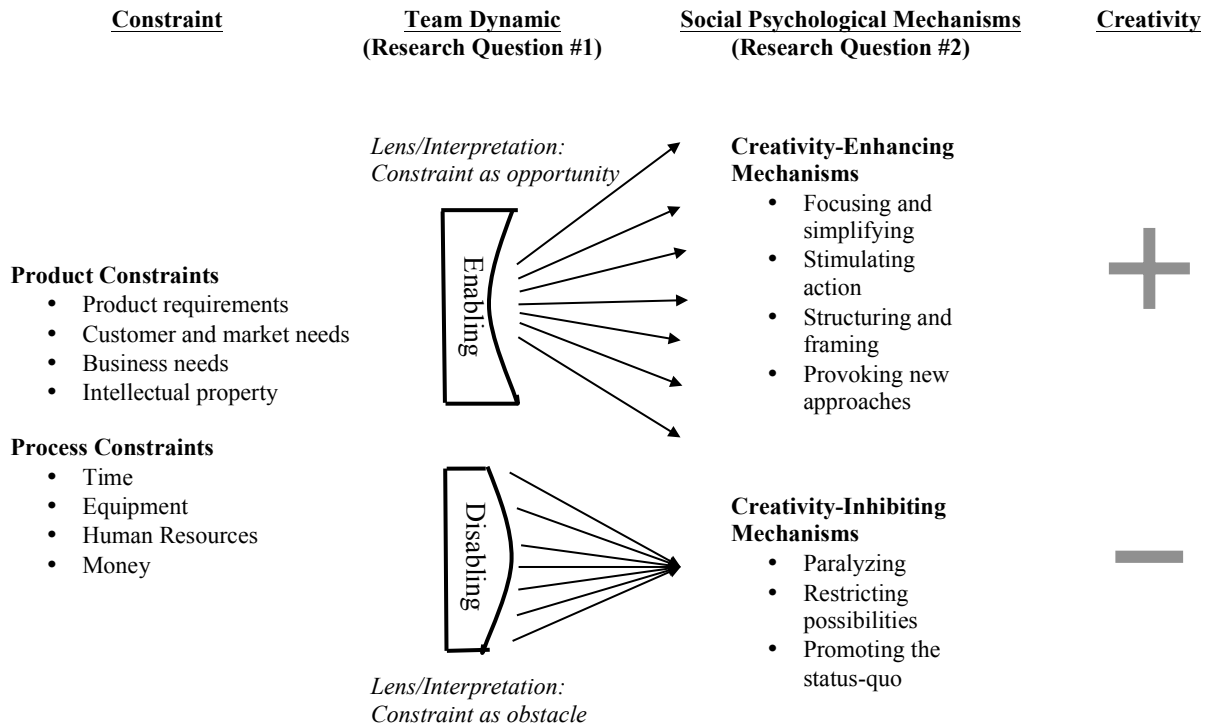 Constraint
Team Dynamic
(Research Question #1)
Social Psychological Mechanisms
(Research Question #2)
Creativity
Product Constraints
• Product requirements
• Customer and market needs
• Business needs
• Intellectual property
Process Constraints
• Time
• Equipment
• Human Resources
• Money
Lens/Interpretation:
Constraint as opportunity
Enabling
Disabling
Lens/Interpretation:
Constraint as obstacle
Creativity-Enhancing
Mechanisms
• Focusing and
simplifying
• Stimulating
action
• Structuring and
framing
• Provoking new
approaches
Creativity-Inhibiting
Mechanisms
• Paralyzing
• Restricting
possibilities
• Promoting the
status-quo
+
−